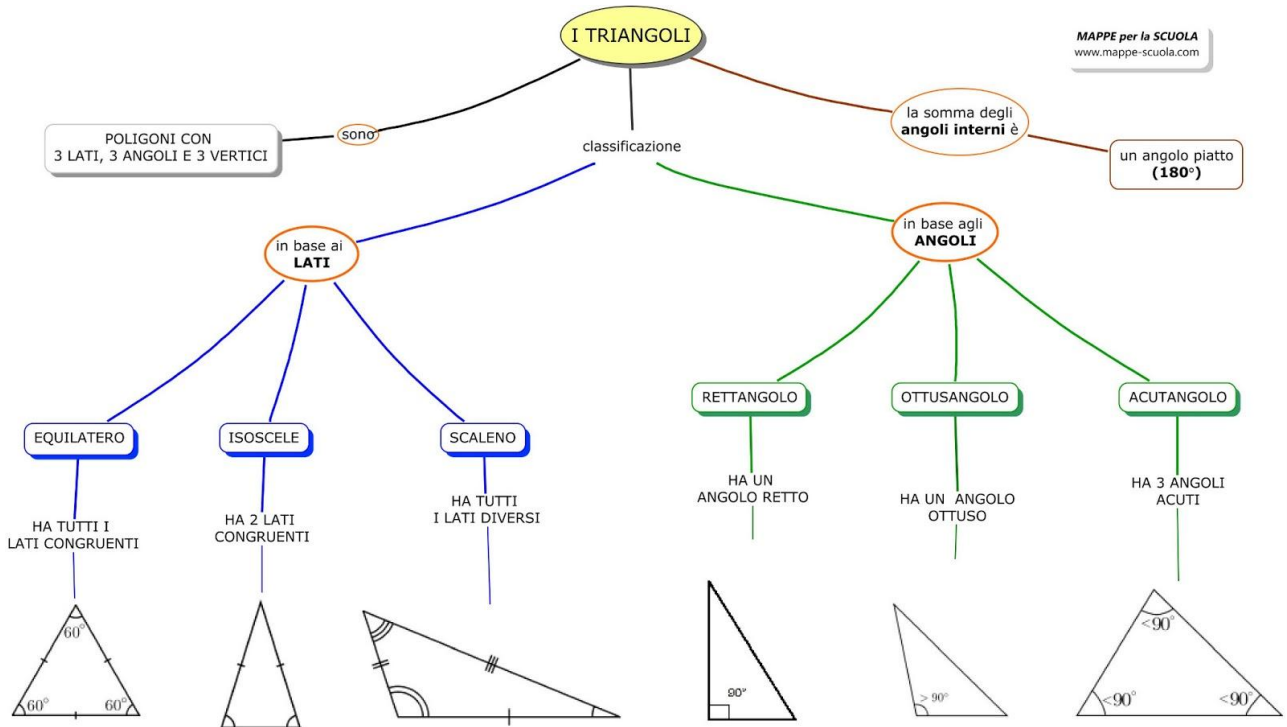 I TRIANGOLI
MAPPE per la SCUOLA
www.mappe-scuola.com
sono
POLIGONI CON
3 LATI, 3 ANGOLI E 3 VERTICI
classificazione
la somma degli
angoli interni è
un angolo piatto
(180°)
in base ai
LATI
in base agli
ANGOLI
EQUILATERO
ISOSCELE
SCALENO
RETTANGOLO
OTTUSANGOLO
ACUTANGOLO
HA TUTTI I
LATI CONGRUENTI
HA 2 LATI
CONGRUENTI
HA TUTTI
I LATI DIVERSI
HA UN
ANGOLO RETTO
HA UN ANGOLO
OTTUSO
HA 3 ANGOLI
ACUTI
60°
60°
60°
90°
>90°
<90°
<90°
<90°